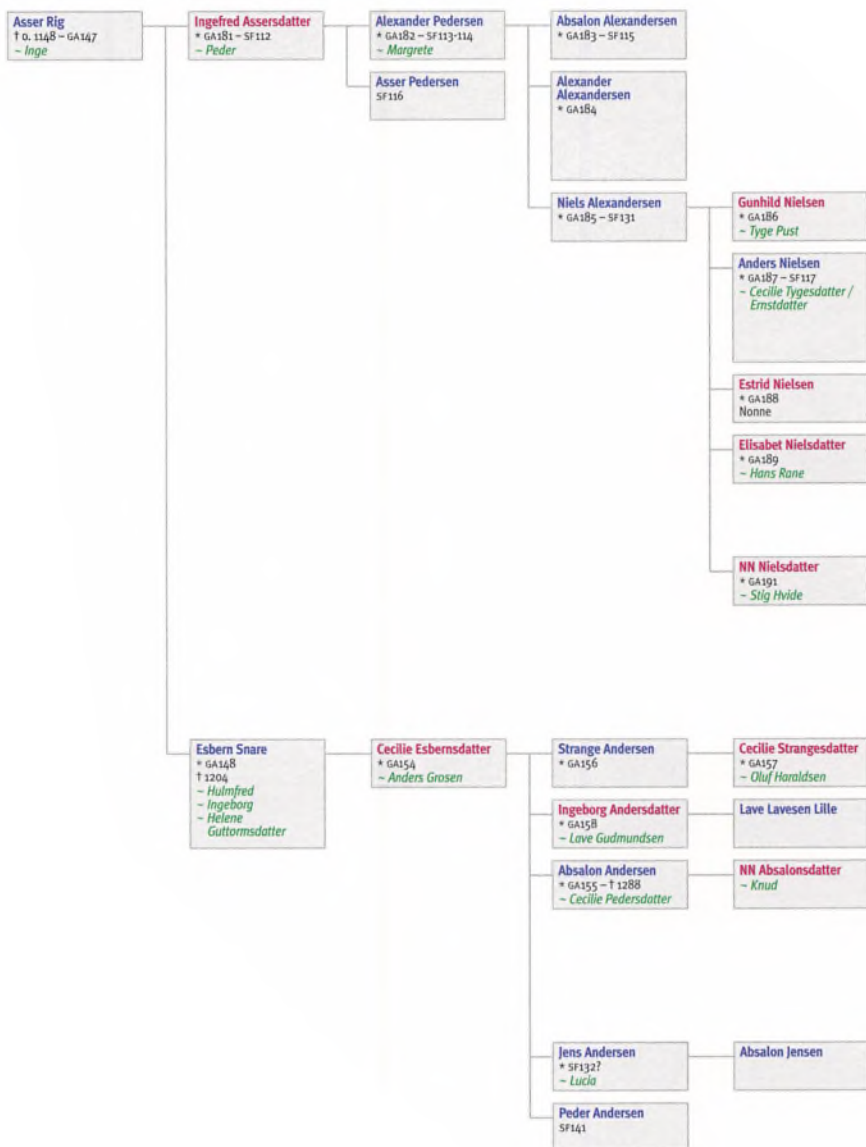 Asser Rig
† o. 1148 – GA147
~ Inge
Ingefred Assersdatter
* GA181 – SF112
~ Peder
Alexander Pedersen
* GA182 – SF113-114
~ Margrete
Absalon Alexandersen
* GA183 – SF115
Asser Pedersen
SF116
Alexander
Alexandersen
* GA184
Niels Alexandersen
* GA185 – SF131
Gunhild Nielsen
* GA186
~ Tyge Pust
Anders Nielsen
* GA187 – SF117
~ Cecilie Tygesdatter /
Ernstdatter
Estrid Nielsen
* GA188
Nonne
Elisabet Nielsdatter
* GA189
~ Hans Rane
NN Nielsdatter
* GA191
~ Stig Hvide
Esbern Snare
* GA148
† 1204
~ Hulmfred
~ Ingeborg
~ Helene
Guttormsdatter
Cecilie Esbernsdatter
* GA154
~ Anders Grosen
Strange Andersen
* GA156
Cecilie Strangesdatter
* GA157
~ Oluf Haraldsen
Ingeborg Andersdatter
* GA158
~ Lave Gudmundsen
Lave Lavesen Lille
Absalon Andersen
* GA155 – † 1288
~ Cecilie Pedersdatter
NN Absalonsdatter
~ Knud
Jens Andersen
* SF132?
~ Lucia
Absalon Jensen
Peder Andersen
SF141